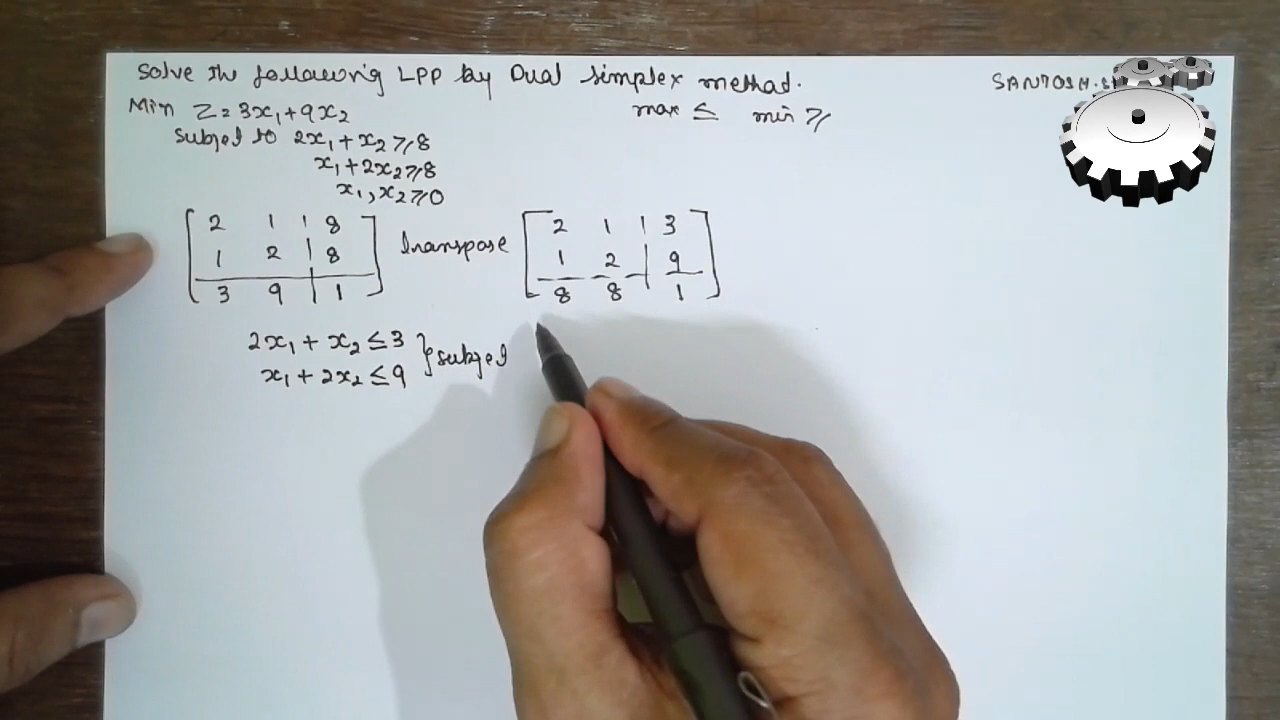 Solve the following LPP by Dual simplex method.
SANTOSH.S
Min Z = 3x₁ + 9x₂
max ≤ min ≥
Subject to 2x₁ + x₂ ≥ 8
x₁ + 2x₂ ≥ 8
x₁, x₂ ≥ 0
2 1 | 8
1 2 | 8
3 9 | 1
transpose
2 1 | 3
1 2 | 9
8 8 | 1
2x₁ + x₂ ≤ 3
x₁ + 2x₂ ≤ 9
} subjet